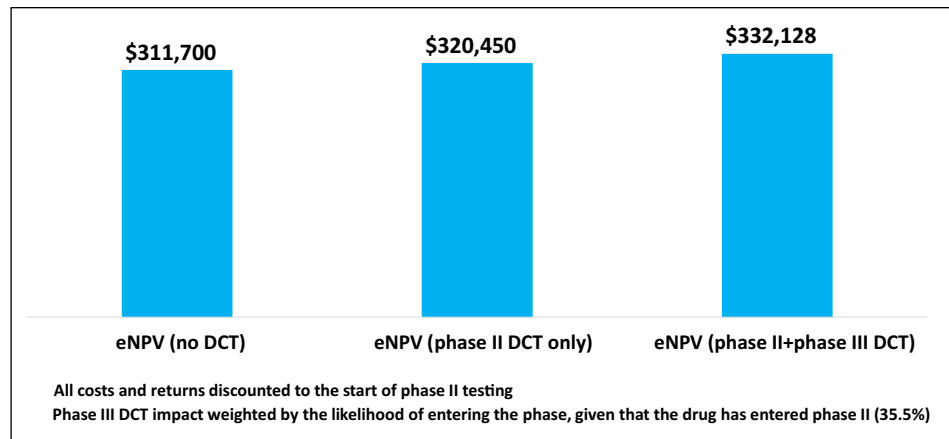 $311,700
$320,450
$332,128
eNPV (no DCT)
eNPV (phase II DCT only)
eNPV (phase II+phase III DCT)
All costs and returns discounted to the start of phase II testing
Phase III DCT impact weighted by the likelihood of entering the phase, given that the drug has entered phase II (35.5%)